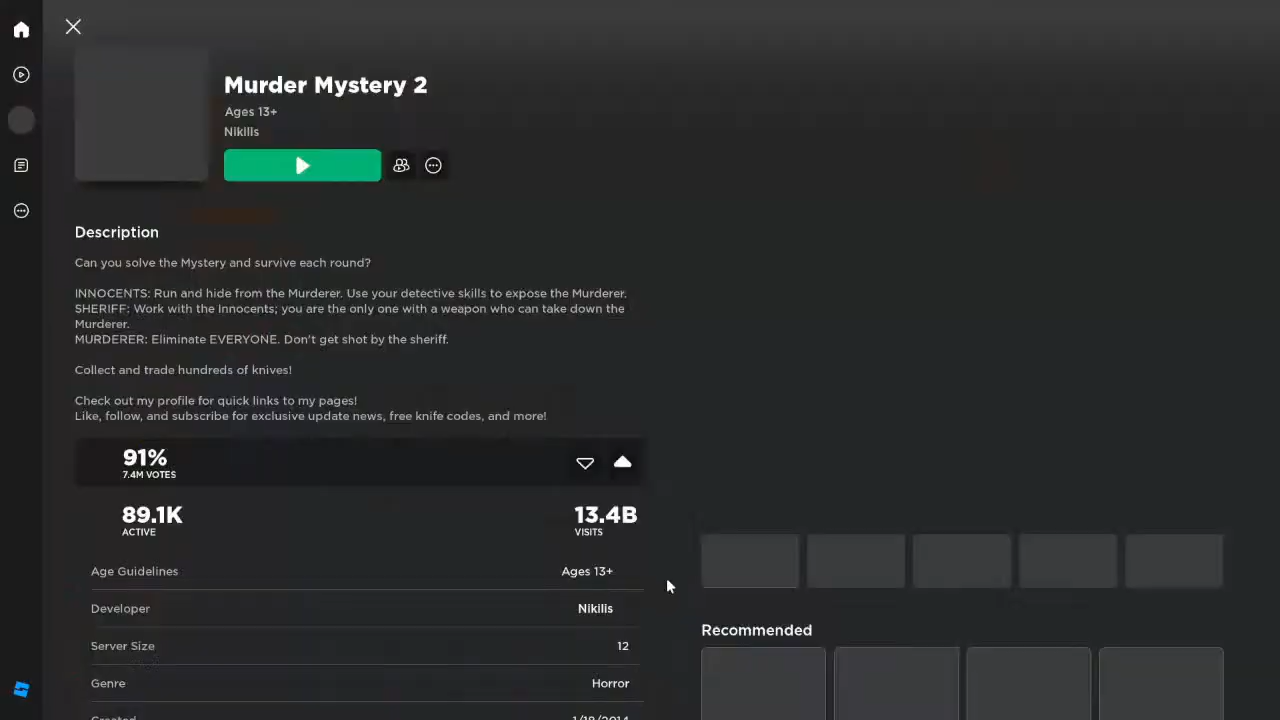 Murder Mystery 2
Ages 13+
Nikilis
Description
Can you solve the Mystery and survive each round?
INNOCENTS: Run and hide from the Murderer. Use your detective skills to expose the Murderer.
SHERIFF: Work with the Innocents; you are the only one with a weapon who can take down the
Murderer.
MURDERER: Eliminate EVERYONE. Don't get shot by the sheriff.
Collect and trade hundreds of knives!
Check out my profile for quick links to my pages!
Like, follow, and subscribe for exclusive update news, free knife codes, and more!
91%
7.4M VOTES
89.1K
ACTIVE
13.4B
VISITS
Age Guidelines
Ages 13+
Developer
Nikilis
Server Size
12
Genre
Horror
Created
1/18/2014
Recommended